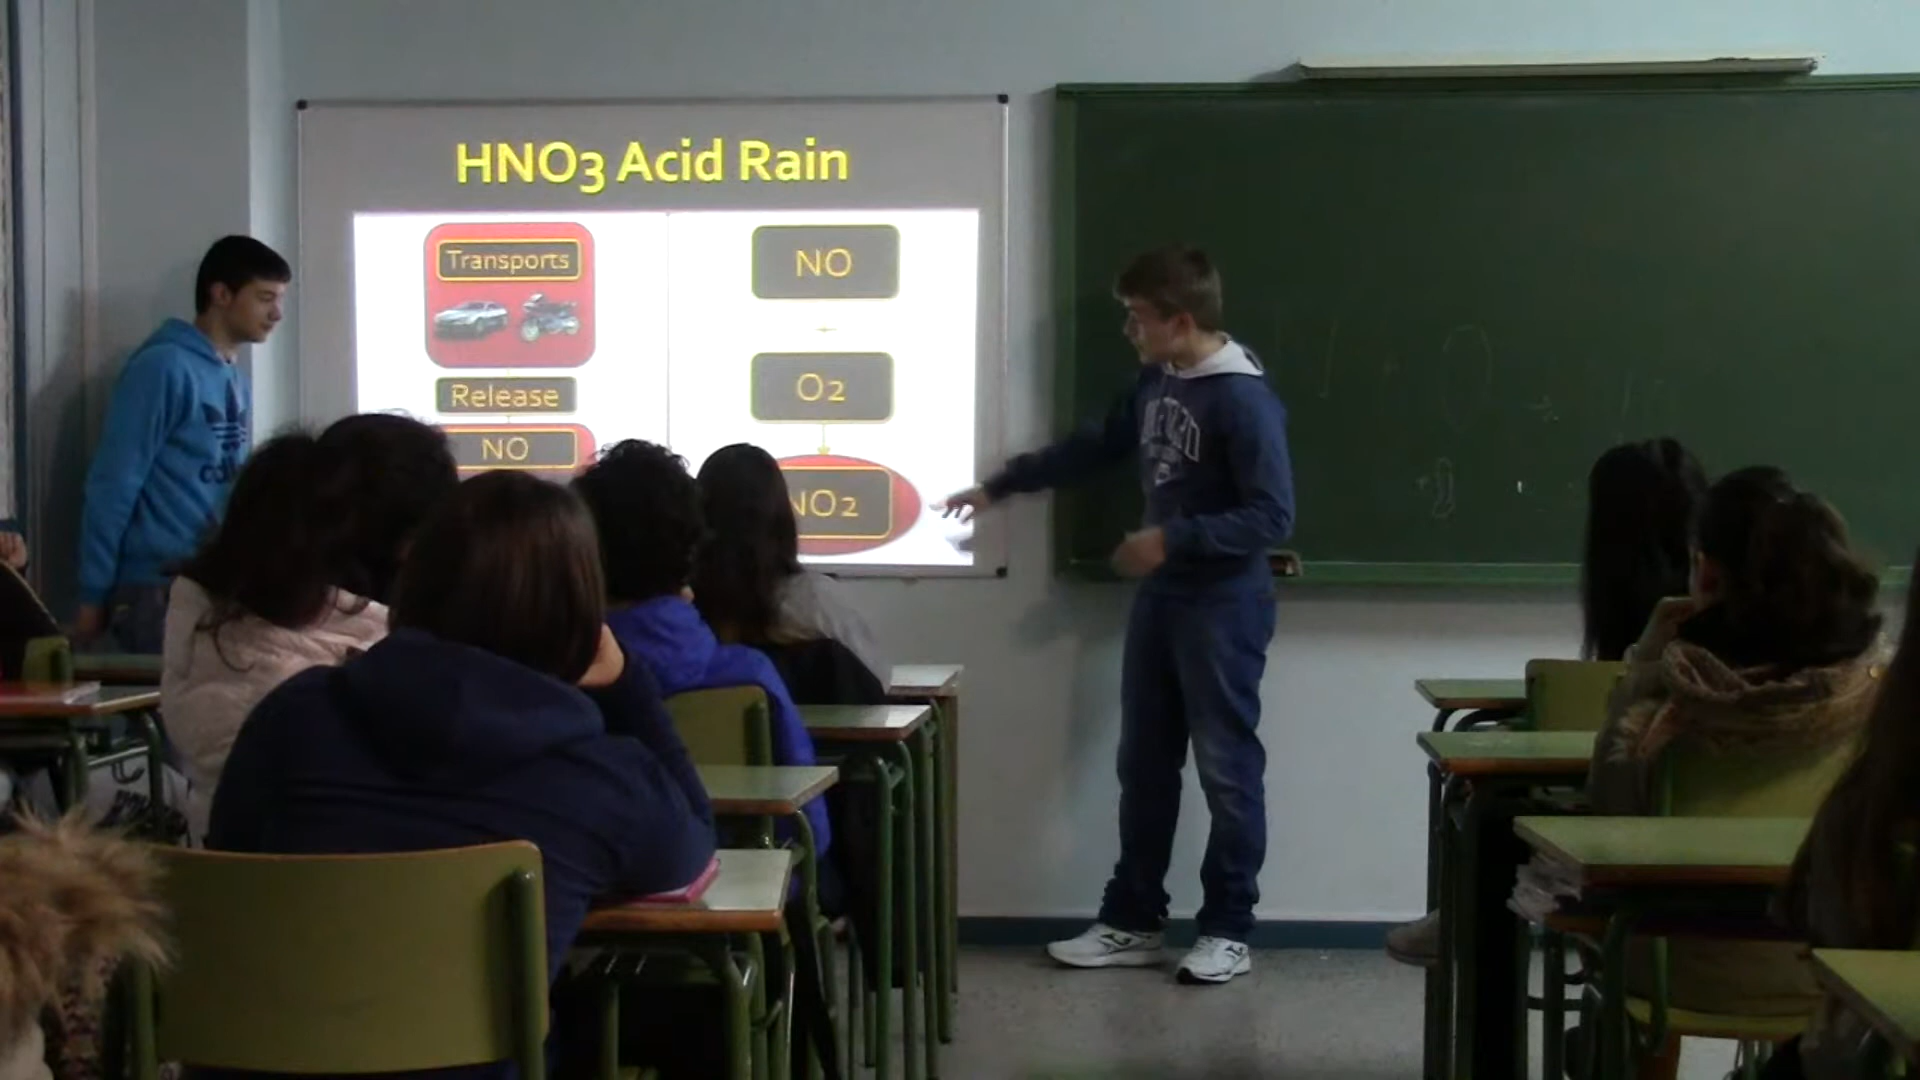 HNO3 Acid Rain
Transports
Release
NO
NO
+
O2
NO2